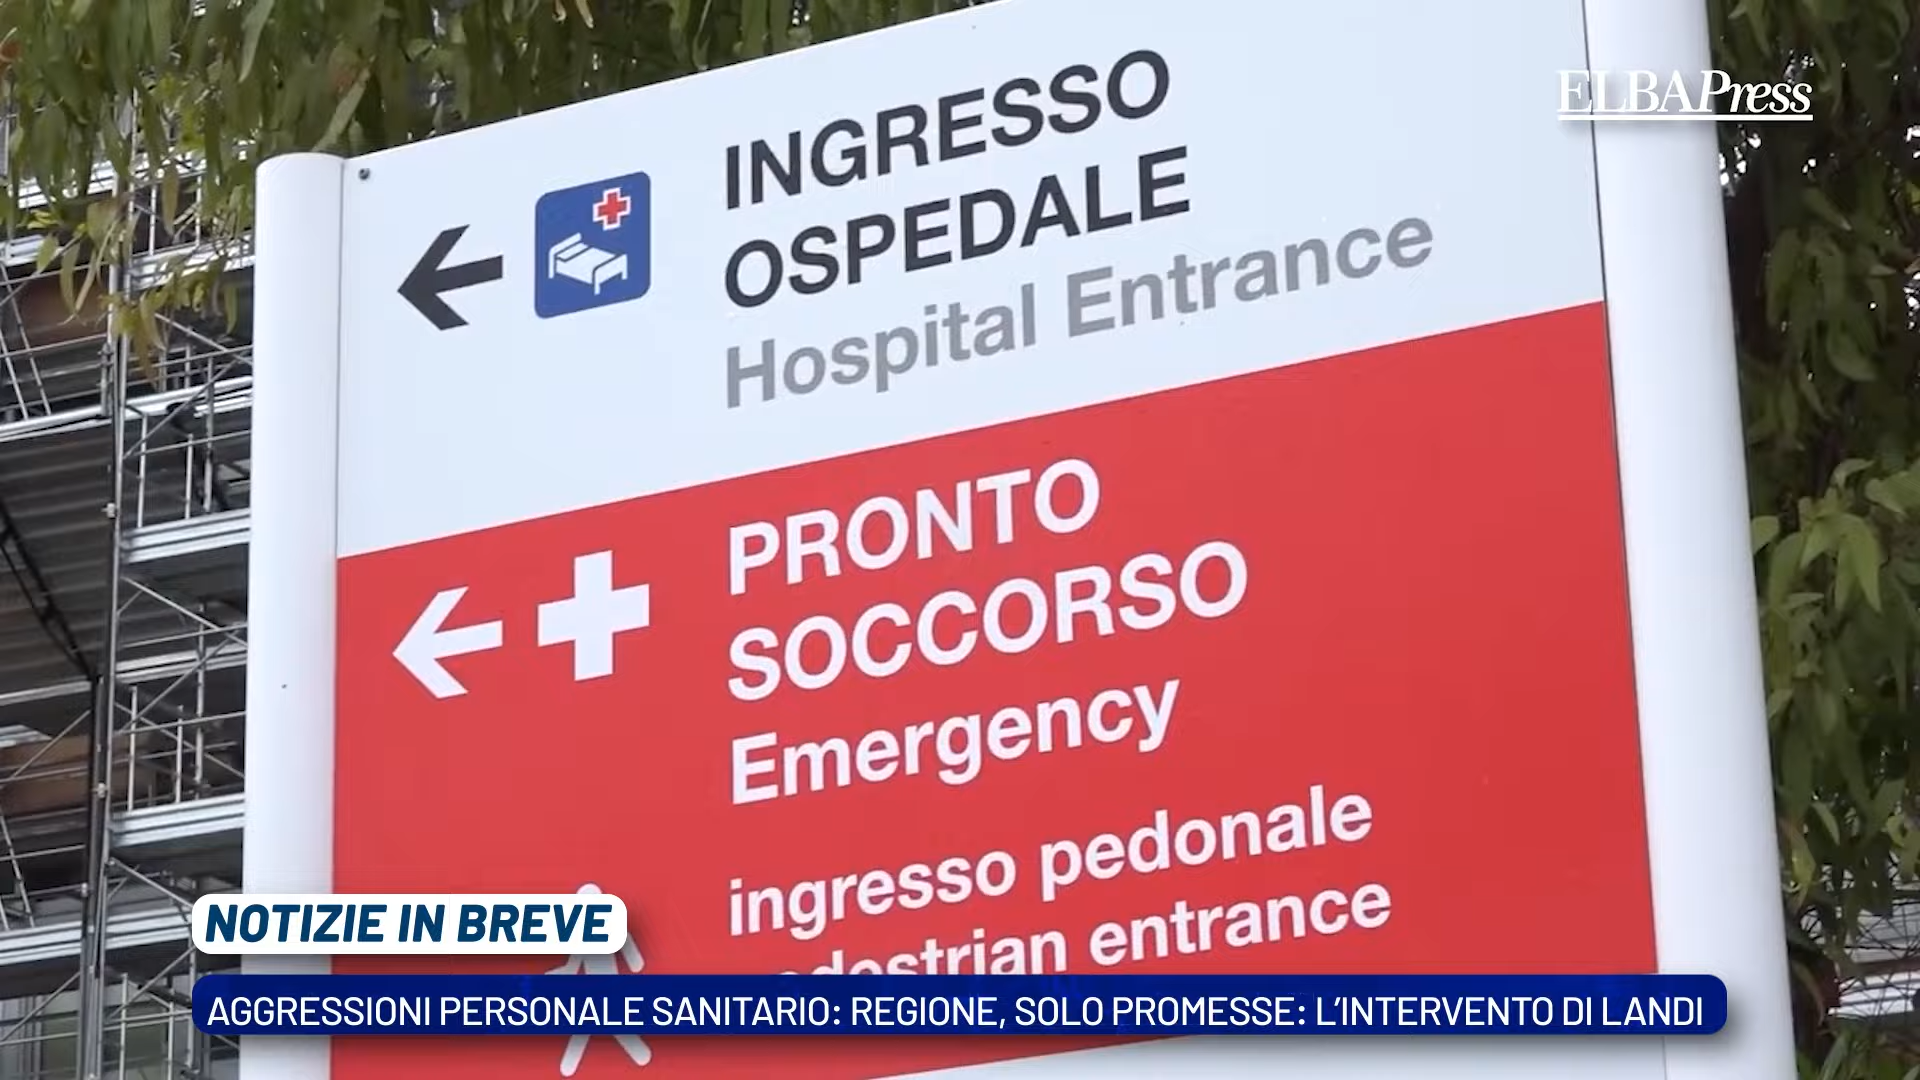 ELBAPress
INGRESSO
OSPEDALE
Hospital Entrance
PRONTO
SOCCORSO
Emergency
ingresso pedonale
pedestrian entrance
NOTIZIE IN BREVE
AGGRESSIONI PERSONALE SANITARIO: REGIONE, SOLO PROMESSE: L'INTERVENTO DI LANDI